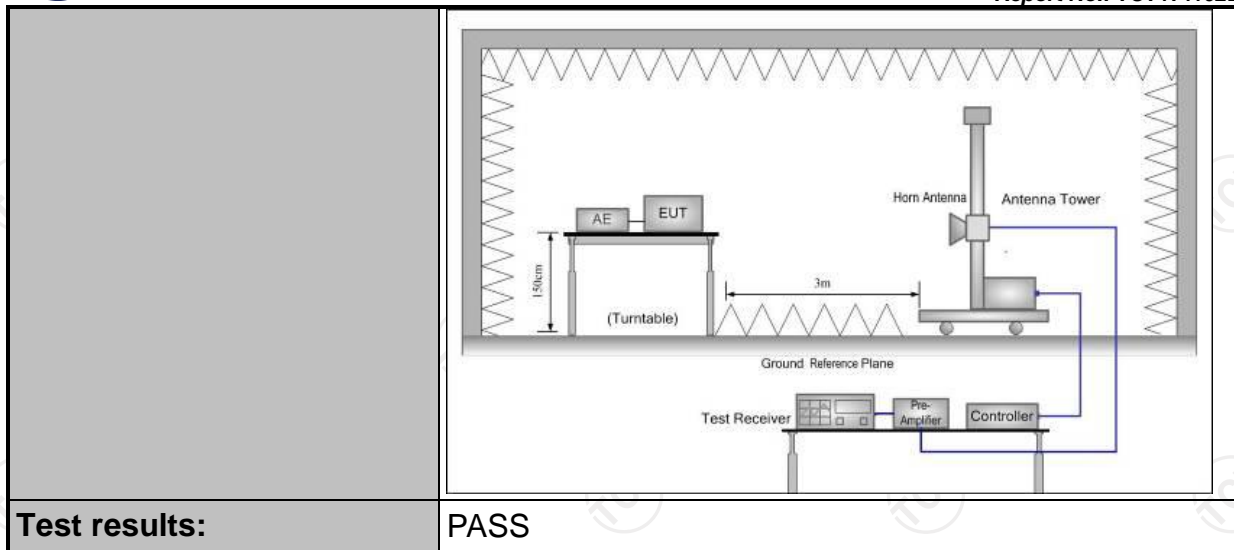 Horn Antenna
Antenna Tower
AE
EUT
150cm
3m
(Turntable)
Ground Reference Plane
Test Receiver
Pre-
Amplifier
Controller
Test results:
PASS